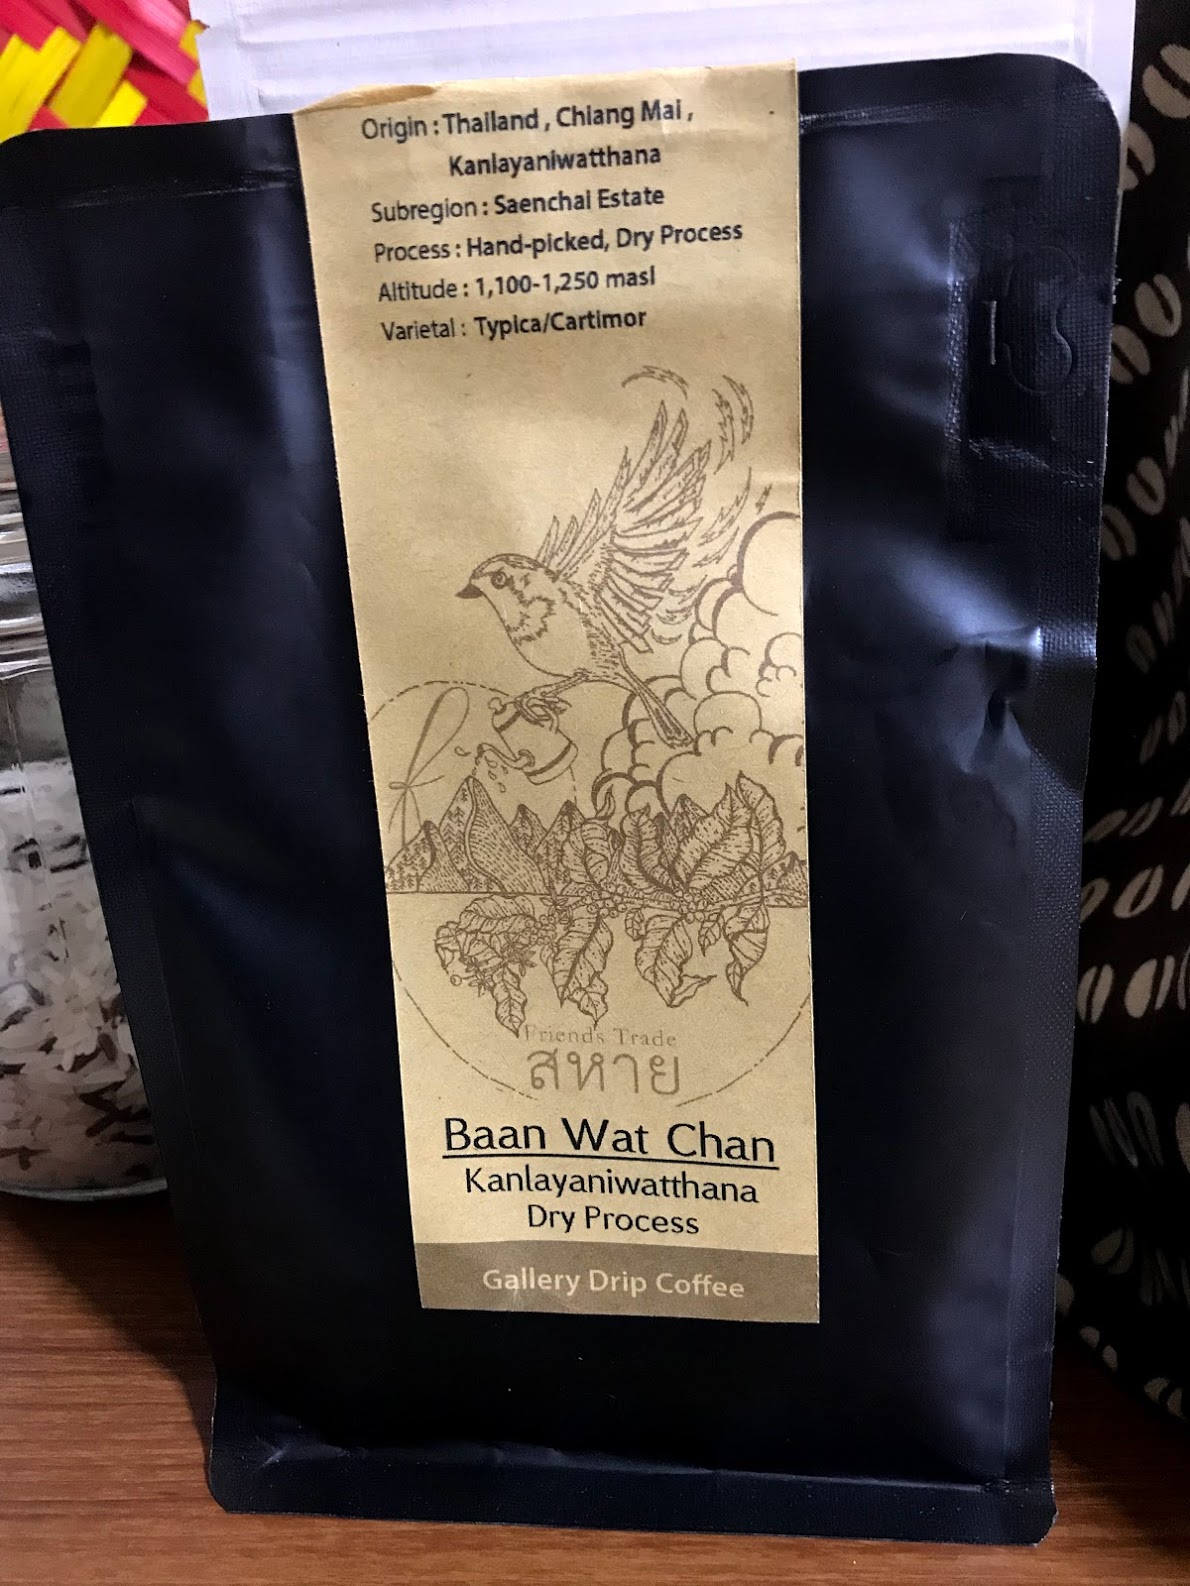 Origin : Thailand , Chiang Mai ,
Kanlayaniwatthana
Subregion : Saenchai Estate
Process : Hand-picked, Dry Process
Altitude : 1,100-1,250 masl
Varietal : Typica/Cartimor
Friends Trade
สหาย
Baan Wat Chan
Kanlayaniwatthana
Dry Process
Gallery Drip Coffee